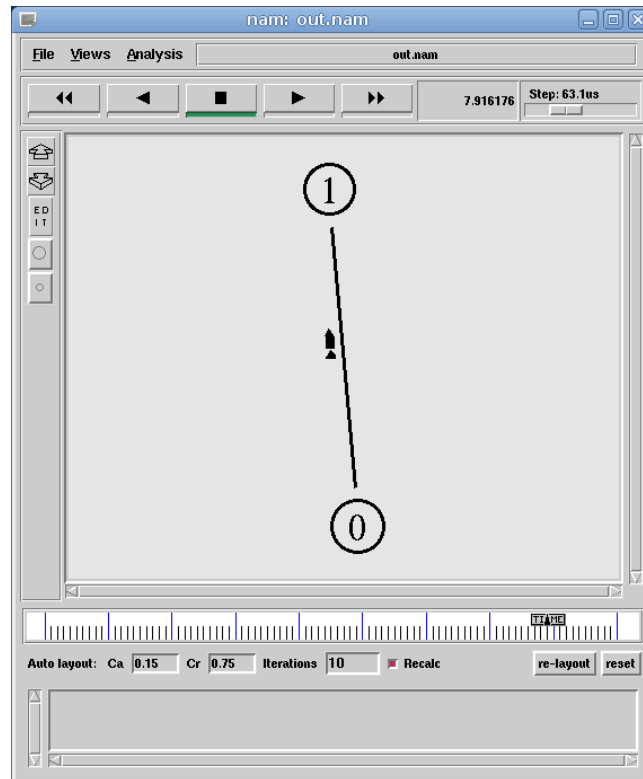 nam: out.nam
File Views Analysis out.nam
7.916176 Step: 63.1us
ED
IT
1
0
TIME
Auto layout: Ca 0.15 Cr 0.75 Iterations 10 Recalc re-layout reset